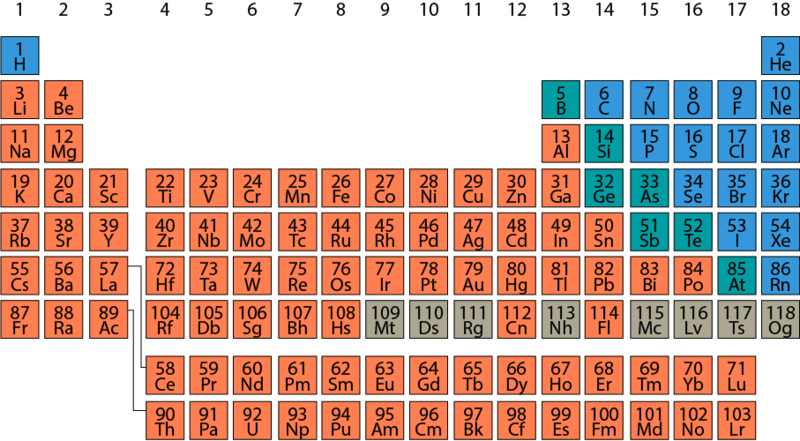 1 2 3 4 5 6 7 8 9 10 11 12 13 14 15 16 17 18
1 2
H He
3 4 5 6 7 8 9 10
Li Be B C N O F Ne
11 12 13 14 15 16 17 18
Na Mg Al Si P S Cl Ar
19 20 21 22 23 24 25 26 27 28 29 30 31 32 33 34 35 36
K Ca Sc Ti V Cr Mn Fe Co Ni Cu Zn Ga Ge As Se Br Kr
37 38 39 40 41 42 43 44 45 46 47 48 49 50 51 52 53 54
Rb Sr Y Zr Nb Mo Tc Ru Rh Pd Ag Cd In Sn Sb Te I Xe
55 56 57 72 73 74 75 76 77 78 79 80 81 82 83 84 85 86
Cs Ba La Hf Ta W Re Os Ir Pt Au Hg Tl Pb Bi Po At Rn
87 88 89 104 105 106 107 108 109 110 111 112 113 114 115 116 117 118
Fr Ra Ac Rf Db Sg Bh Hs Mt Ds Rg Cn Nh Fl Mc Lv Ts Og
58 59 60 61 62 63 64 65 66 67 68 69 70 71
Ce Pr Nd Pm Sm Eu Gd Tb Dy Ho Er Tm Yb Lu
90 91 92 93 94 95 96 97 98 99 100 101 102 103
Th Pa U Np Pu Am Cm Bk Cf Es Fm Md No Lr